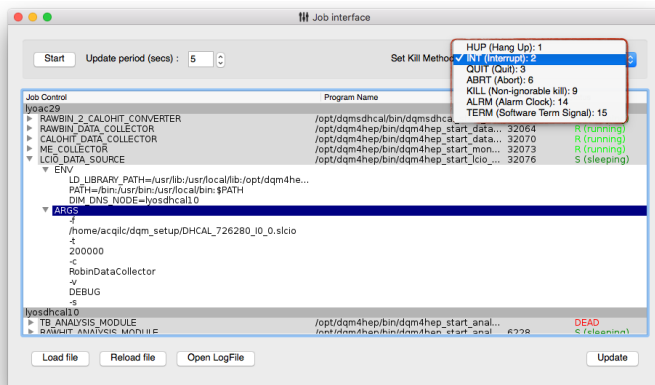 Job interface
Start Update period (secs) : 5 Set Kill Method
HUP (Hang Up): 1
✓ INT (Interrupt): 2
QUIT (Quit): 3
ABRT (Abort): 6
KILL (Non-ignorable kill): 9
ALRM (Alarm Clock): 14
TERM (Software Term Signal): 15
Job Control Program Name
lyoac29
RAWBIN_2_CALOHIT_CONVERTER /opt/dqmsdhcal/bin/dqmsdhca...
RAWBIN_DATA_COLLECTOR /opt/dqm4hep/bin/dqm4hep_start_data... 32064 R (running)
CALOHIT_DATA_COLLECTOR /opt/dqm4hep/bin/dqm4hep_start_data... 32070 R (running)
ME_COLLECTOR /opt/dqm4hep/bin/dqm4hep_start_mon... 32073 R (running)
LCIO_DATA_SOURCE /opt/dqm4hep/bin/dqm4hep_start_lcio_... 32076 S (sleeping)
ENV
LD_LIBRARY_PATH=/usr/lib:/usr/local/lib:/opt/dqm4he...
PATH=/bin:/usr/bin:/usr/local/bin:$PATH
DIM_DNS_NODE=lyosdhcal10
ARGS
-f
/home/acqilc/dqm_setup/DHCAL_726280_I0_0.slcio
-t
200000
-c
RobinDataCollector
-v
DEBUG
-s
lyosdhcal10
TB_ANALYSIS_MODULE /opt/dqm4hep/bin/dqm4hep_start_anal... DEAD
RAWHIT_ANALYSIS_MODULE /opt/dqm4hep/bin/dqm4hep_start_anal... 6228 S (sleeping)
Load file Reload file Open LogFile Update